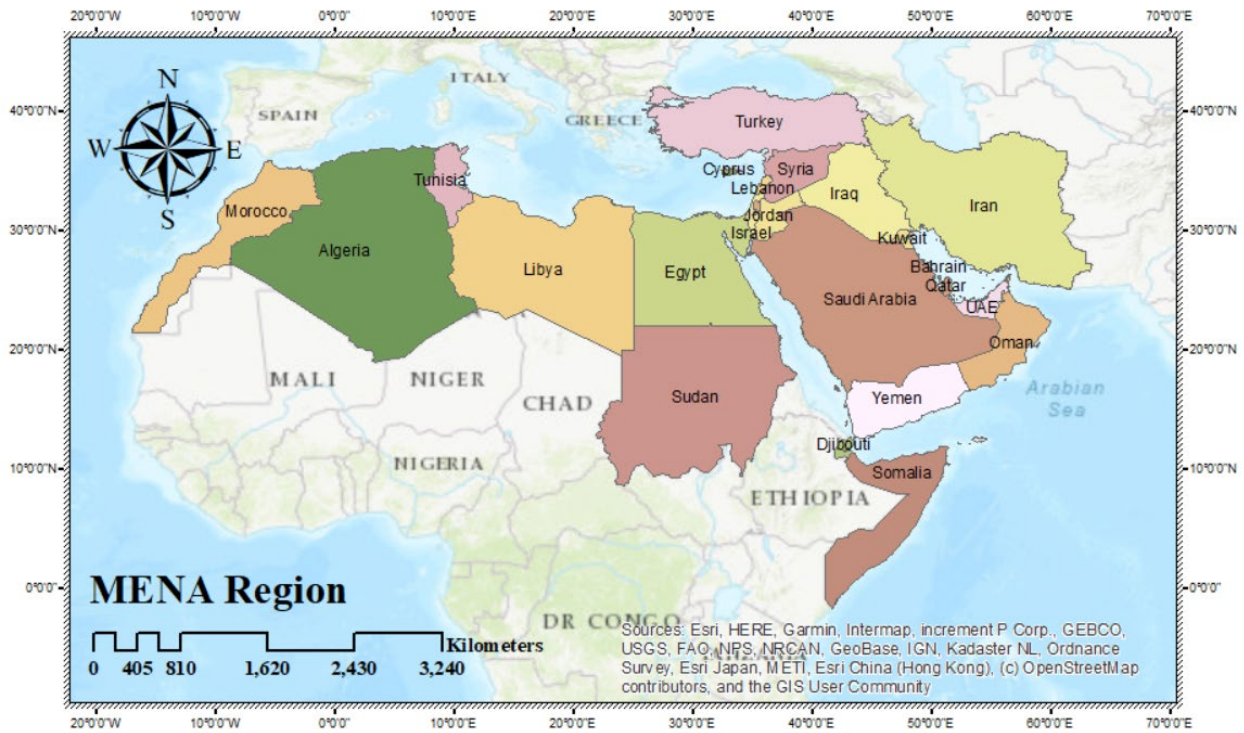 20°0'0"W 10°0'0"W 0°0'0" 10°0'0"E 20°0'0"E 30°0'0"E 40°0'0"E 50°0'0"E 60°0'0"E 70°0'0"E
N
W E
S
ITALY
SPAIN
GREECE
40°0'0"N 40°0'0"N
Turkey
Cyprus
Syria
Tunisia
Lebanon
Iraq
Iran
Morocco
Jordan
30°0'0"N 30°0'0"N
Israel
Kuwait
Algeria
Libya
Egypt
Bahrain
Qatar
Saudi Arabia
UAE
Oman
20°0'0"N 20°0'0"N
MALI
NIGER
CHAD
Sudan
Yemen
Arabian
Sea
Djibouti
10°0'0"N 10°0'0"N
NIGERIA
Somalia
ETHIOPIA
0°0'0" 0°0'0"
MENA Region
DR CONGO
Kilometers
0 405 810 1,620 2,430 3,240
Sources: Esri, HERE, Garmin, Intermap, increment P Corp., GEBCO,
USGS, FAO, NPS, NRCAN, GeoBase, IGN, Kadaster NL, Ordnance
Survey, Esri Japan, METI, Esri China (Hong Kong), (c) OpenStreetMap
contributors, and the GIS User Community
20°0'0"W 10°0'0"W 0°0'0" 10°0'0"E 20°0'0"E 30°0'0"E 40°0'0"E 50°0'0"E 60°0'0"E 70°0'0"E